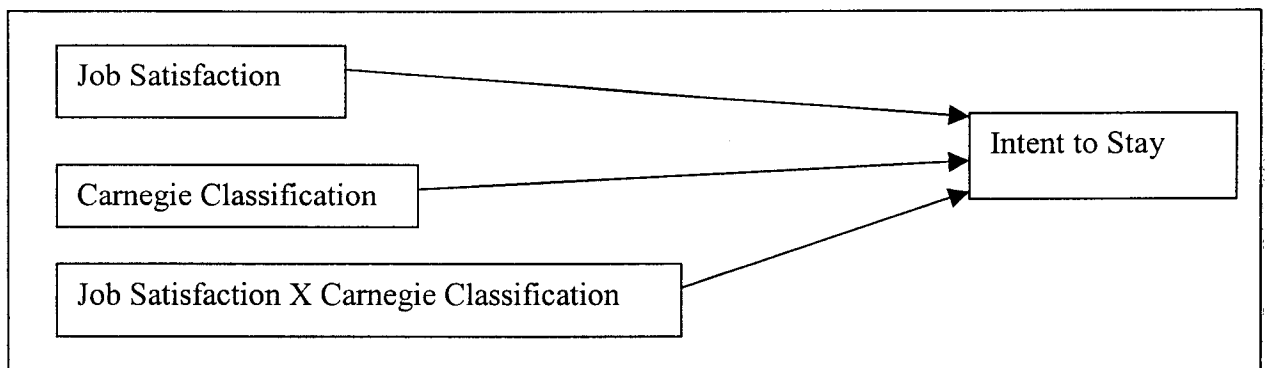 Job Satisfaction
Intent to Stay
Carnegie Classification
Job Satisfaction X Carnegie Classification